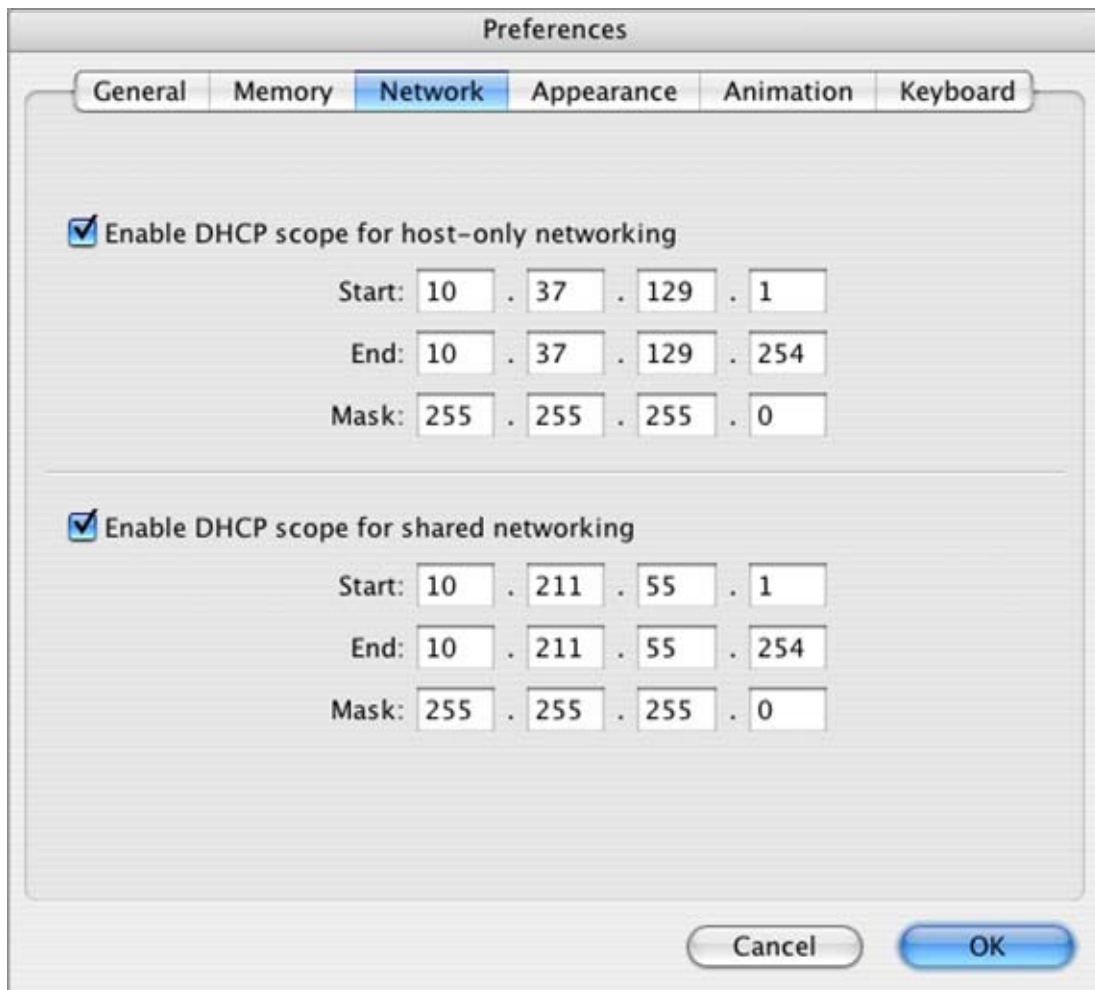 Preferences
General Memory Network Appearance Animation Keyboard
Enable DHCP scope for host-only networking
Start: 10 . 37 . 129 . 1
End: 10 . 37 . 129 . 254
Mask: 255 . 255 . 255 . 0
Enable DHCP scope for shared networking
Start: 10 . 211 . 55 . 1
End: 10 . 211 . 55 . 254
Mask: 255 . 255 . 255 . 0
Cancel OK